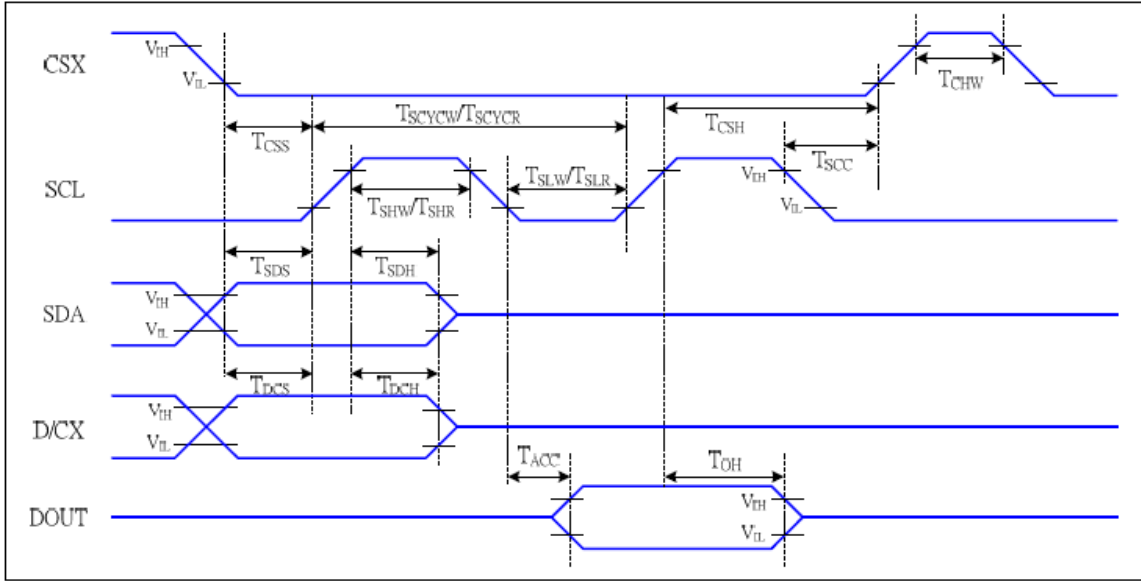 CSX
VIH
VIL
TCHW
TSCYCW/TSCYCR
TCSS
TCSH
TSCC
SCL
TSLW/TSLR
VIH
VIL
TSHW/TSHR
TSDS
TSDH
SDA
VIH
VIL
TDCS
TDCH
D/CX
VIH
VIL
TACC
TOH
DOUT
VIH
VIL